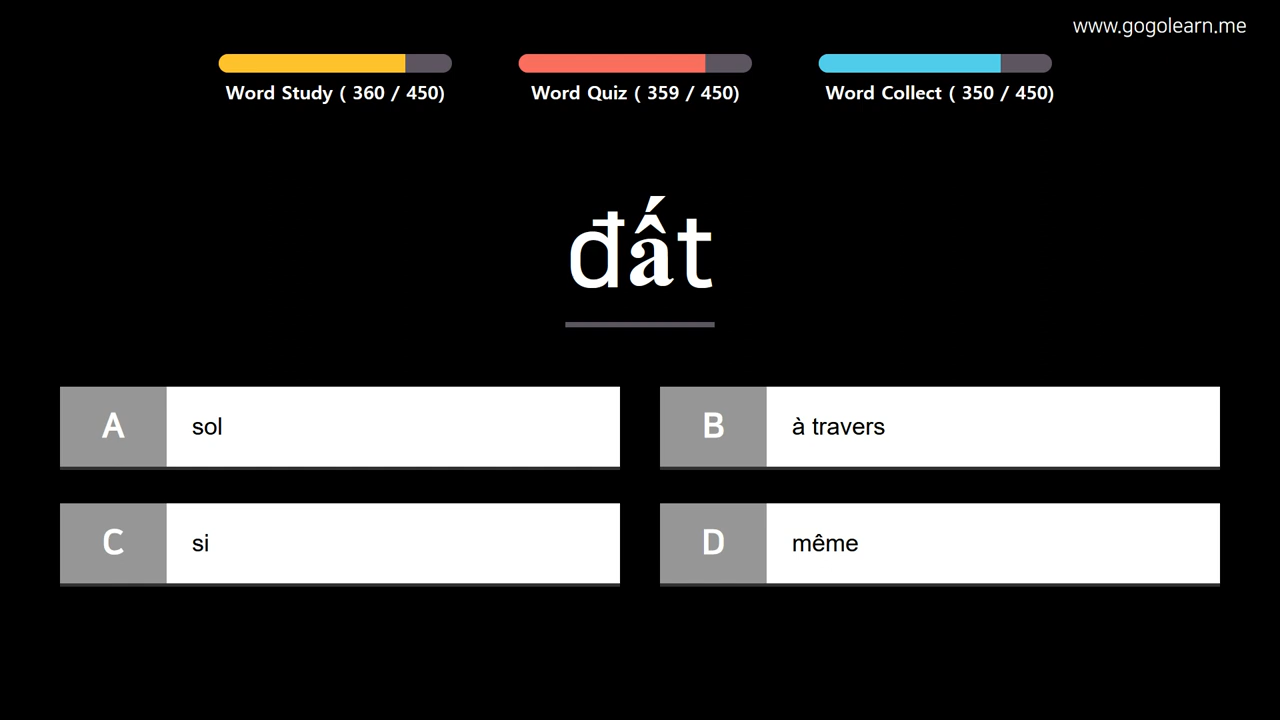 www.gogolearn.me
Word Study ( 360 / 450)
Word Quiz ( 359 / 450)
Word Collect ( 350 / 450)
đất
A sol
B à travers
C si
D même